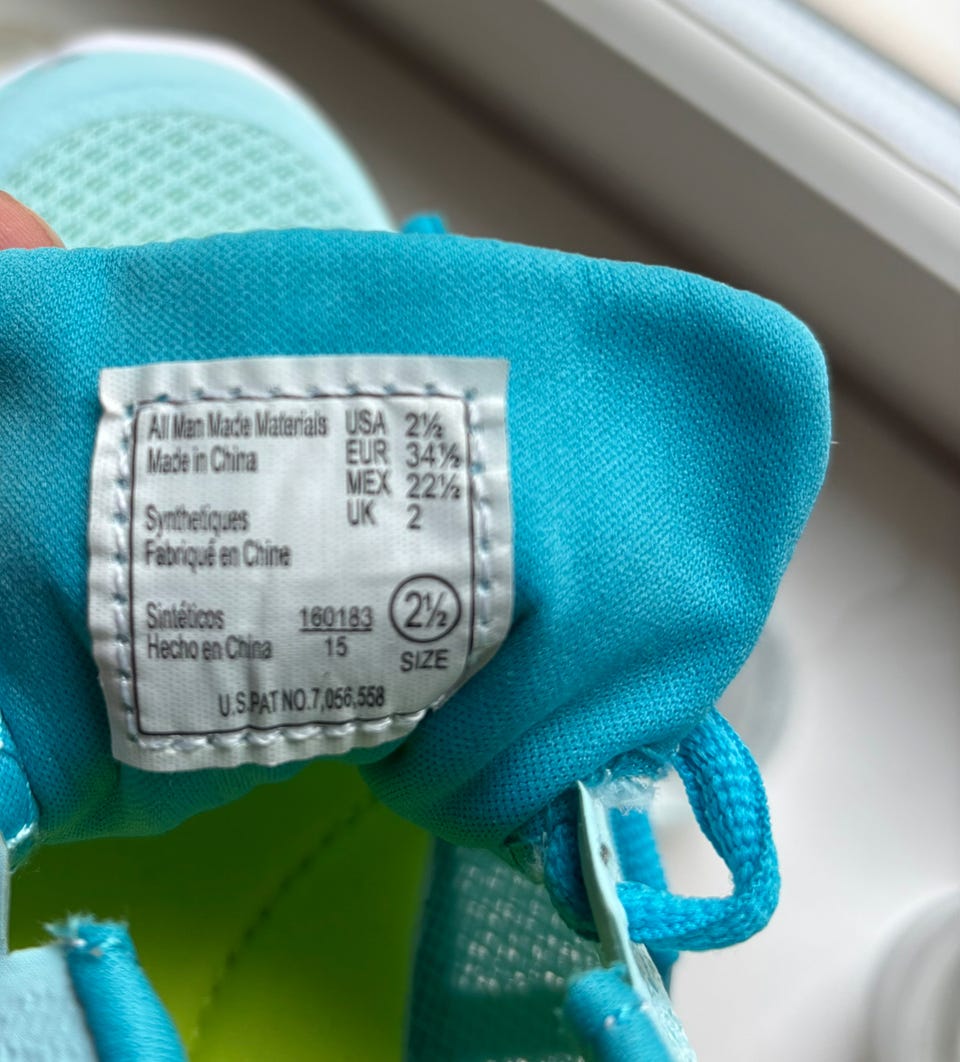 All Man Made Materials USA 2½
Made in China EUR 34½
MEX 22½
Synthetiques UK 2
Fabriqué en Chine
Sintéticos 160183 2½
Hecho en China 15 SIZE
U.S.PAT NO.7,056,558